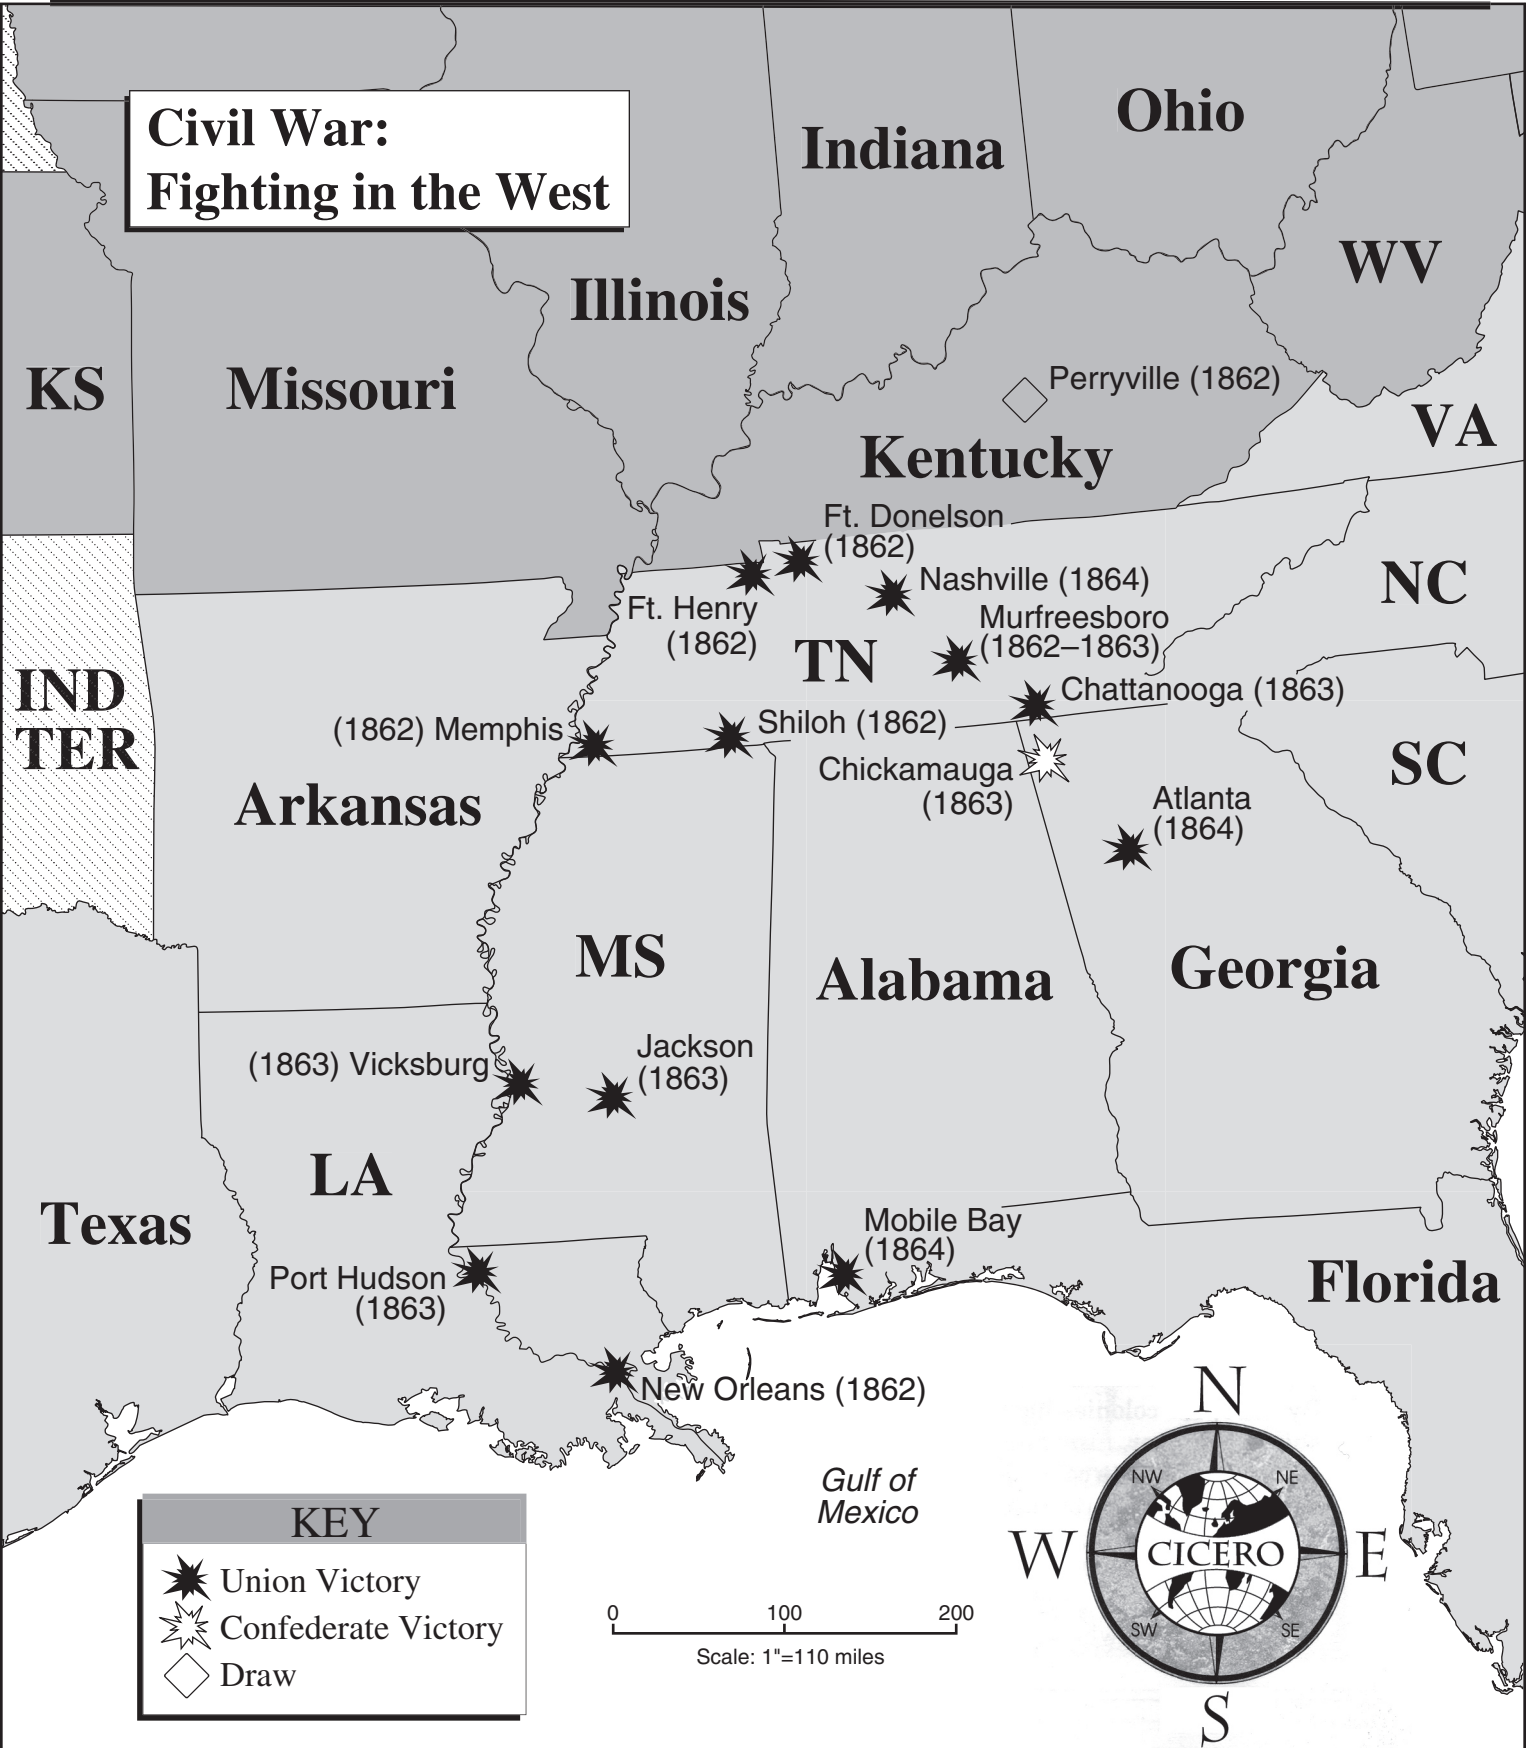 Civil War:
Fighting in the West
Indiana
Ohio
WV
Illinois
KS
Missouri
Perryville (1862)
VA
Kentucky
Ft. Donelson
(1862)
Nashville (1864)
NC
Ft. Henry
(1862)
Murfreesboro
(1862–1863)
TN
IND
TER
Chattanooga (1863)
(1862) Memphis
Shiloh (1862)
SC
Chickamauga
(1863)
Arkansas
Atlanta
(1864)
MS
Alabama
Georgia
Jackson
(1863)
(1863) Vicksburg
LA
Texas
Mobile Bay
(1864)
Port Hudson
(1863)
Florida
New Orleans (1862)
Gulf of
Mexico
N
NW
NE
W
CICERO
E
SW
SE
S
KEY
Union Victory
Confederate Victory
Draw
0 100 200
Scale: 1"=110 miles